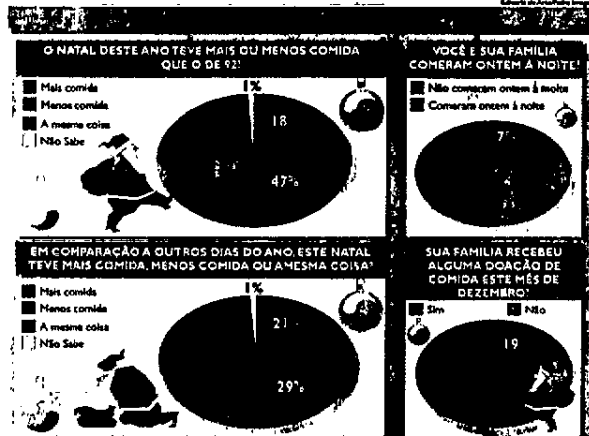 O NATAL DESTE ANO TEVE MAIS OU MENOS COMIDA
QUE O DE 92?
Mais comida
Menos comida
A mesma coisa
Não Sabe
1%
18
47%
VOCÊ E SUA FAMÍLIA
COMERAM ONTEM À NOITE?
Não comeram ontem à noite
Comeram ontem à noite
7%
EM COMPARAÇÃO A OUTROS DIAS DO ANO, ESTE NATAL
TEVE MAIS COMIDA, MENOS COMIDA OU A MESMA COISA?
Mais comida
Menos comida
A mesma coisa
Não Sabe
1%
21
29%
SUA FAMÍLIA RECEBEU
ALGUMA DOAÇÃO DE
COMIDA ESTE MÊS DE
DEZEMBRO?
Sim
Não
19